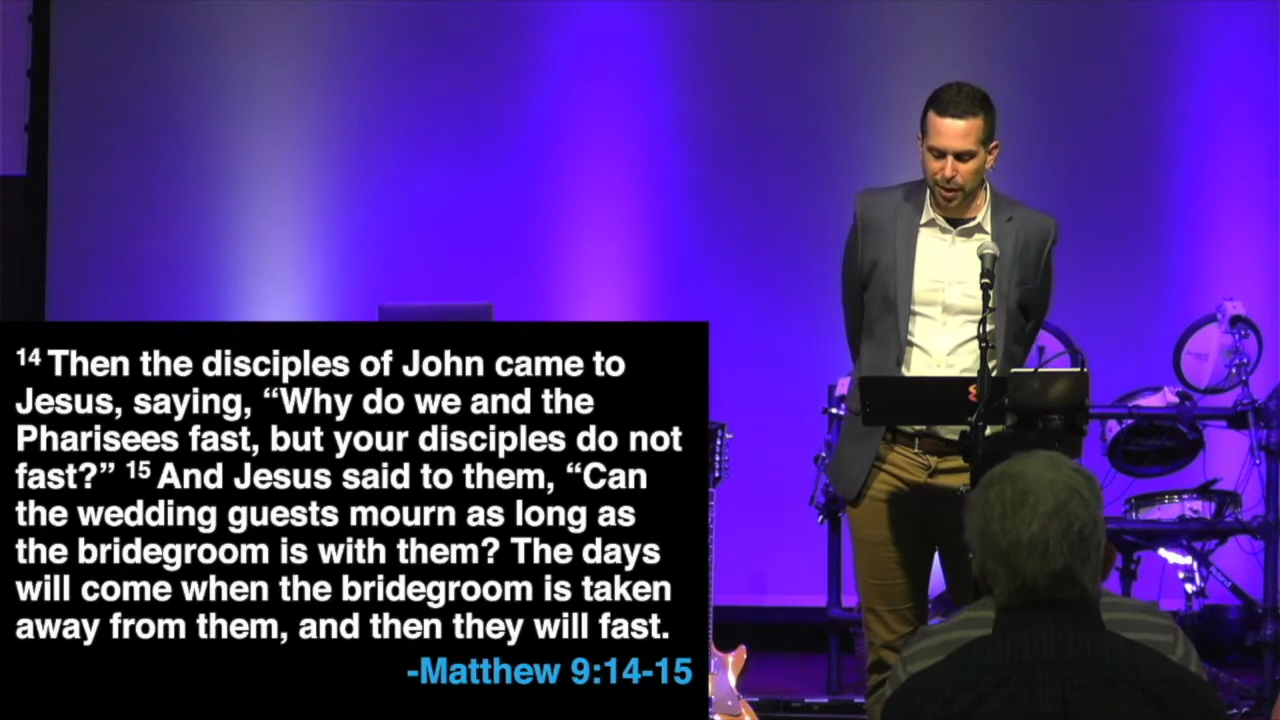 14 Then the disciples of John came to
Jesus, saying, “Why do we and the
Pharisees fast, but your disciples do not
fast?” 15 And Jesus said to them, “Can
the wedding guests mourn as long as
the bridegroom is with them? The days
will come when the bridegroom is taken
away from them, and then they will fast.
-Matthew 9:14-15